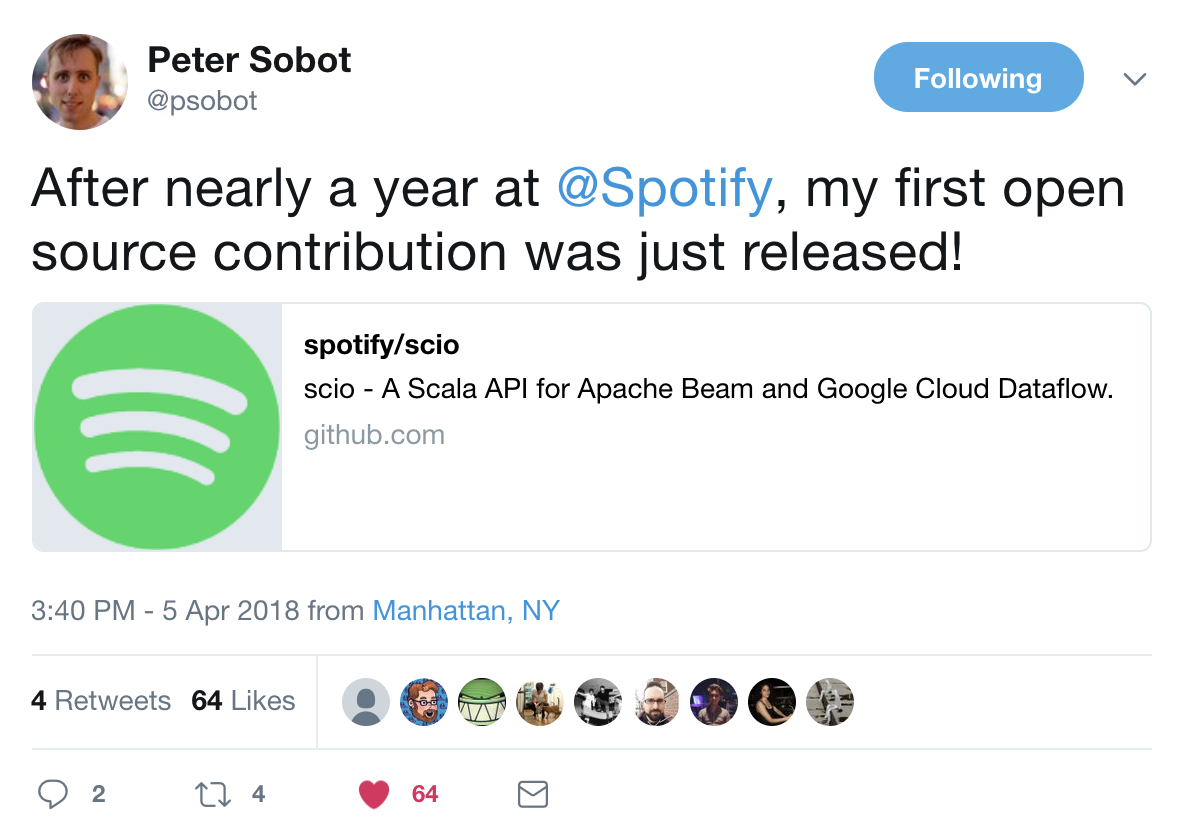 Peter Sobot
@psobot
Following
After nearly a year at @Spotify, my first open
source contribution was just released!
spotify/scio
scio - A Scala API for Apache Beam and Google Cloud Dataflow.
github.com
3:40 PM - 5 Apr 2018 from Manhattan, NY
4 Retweets 64 Likes
2 4 64